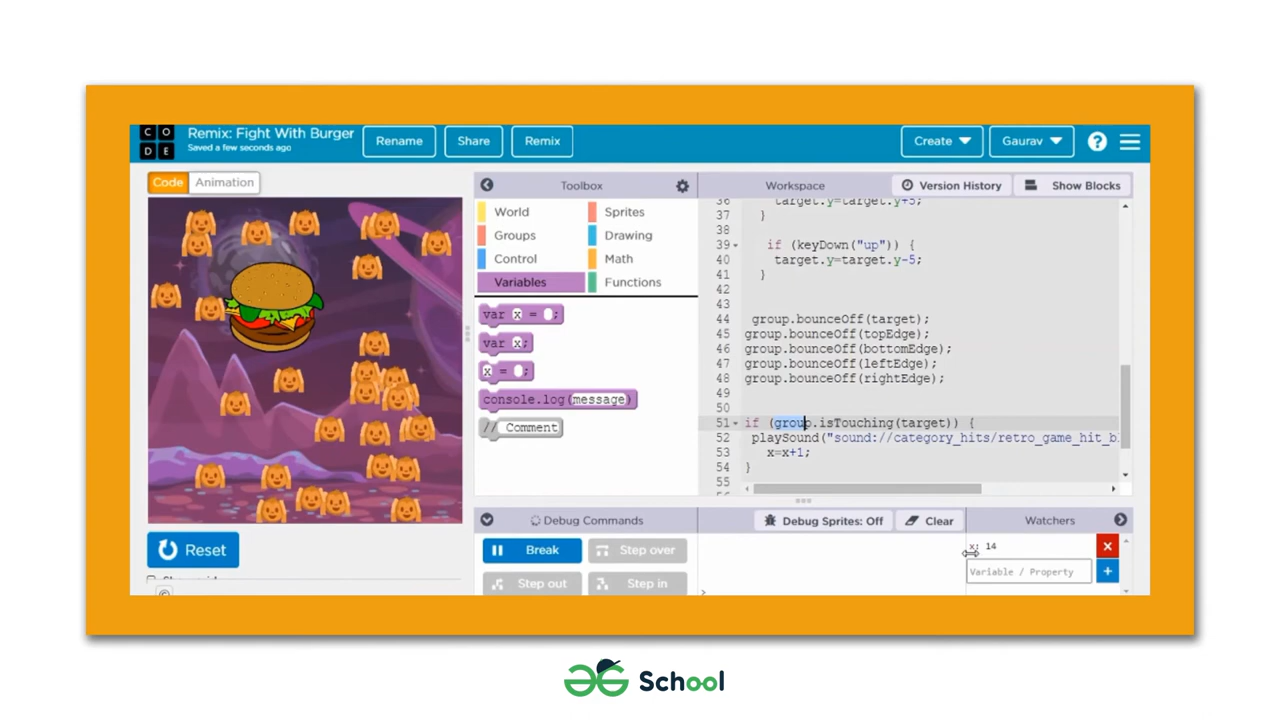 C O
D E
Remix: Fight With Burger
Saved a few seconds ago
Rename
Share
Remix
Create
Gaurav
?
Code
Animation
Toolbox
Workspace
Version History
Show Blocks
World
Sprites
Groups
Drawing
Control
Math
Variables
Functions
var x = ;
var x;
x = ;
console.log(message)
// Comment
36 target.y=target.y+5;
37 }
38
39 if (keyDown("up")) {
40 target.y=target.y-5;
41 }
42
43
44 group.bounceOff(target);
45 group.bounceOff(topEdge);
46 group.bounceOff(bottomEdge);
47 group.bounceOff(leftEdge);
48 group.bounceOff(rightEdge);
49
50
51 if (group.isTouching(target)) {
52 playSound("sound://category_hits/retro_game_hit_b
53 x=x+1;
54 }
55
Reset
Debug Commands
Debug Sprites: Off
Clear
Watchers
Break
Step over
Step out
Step in
x: 14
Variable / Property
School